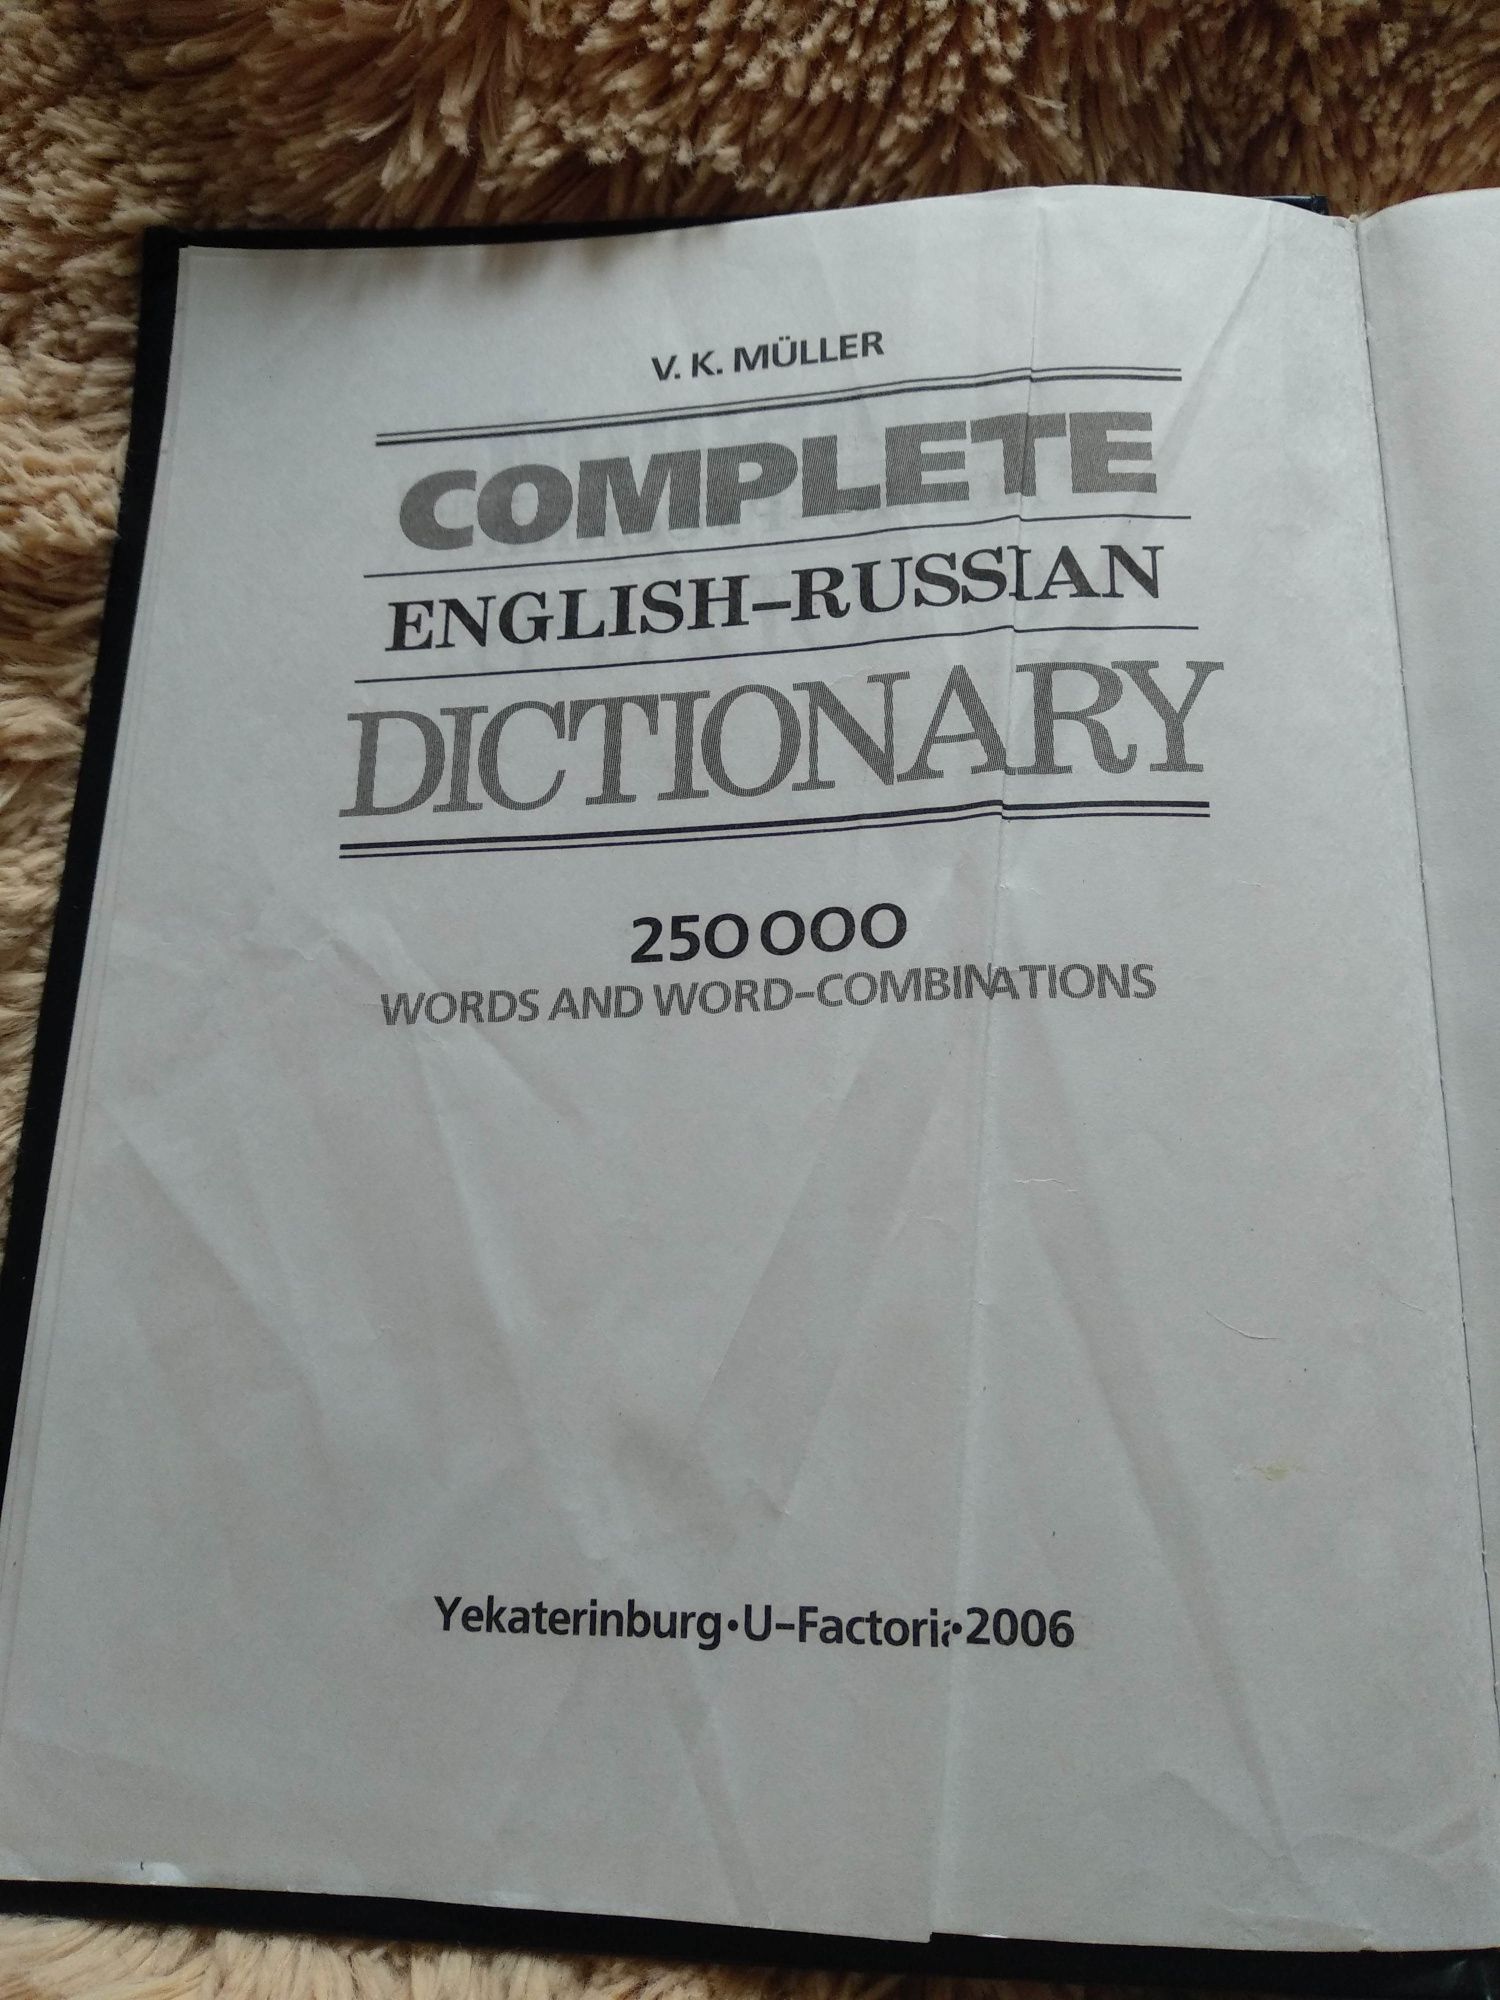 V. K. MÜLLER
COMPLETE
ENGLISH–RUSSIAN
DICTIONARY
250 000
WORDS AND WORD–COMBINATIONS
Yekaterinburg•U–Factoria•2006